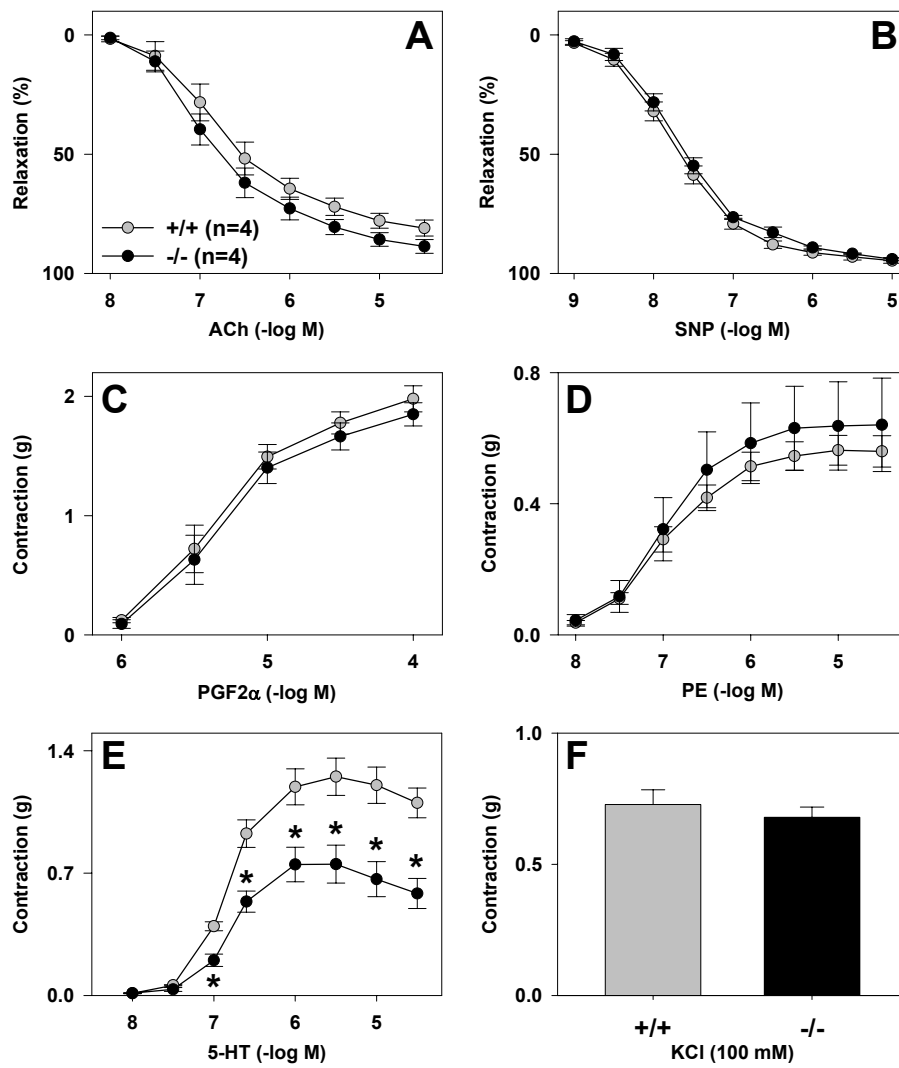 A
0
50
100
Relaxation (%)
+/+ (n=4)
-/- (n=4)
8 7 6 5
ACh (-log M)
B
0
50
100
Relaxation (%)
9 8 7 6 5
SNP (-log M)
C
2
1
0
Contraction (g)
6 5 4
PGF2α (-log M)
D
0.8
0.4
0.0
Contraction (g)
8 7 6 5
PE (-log M)
E
1.4
0.7
0.0
Contraction (g)
* * * * * *
8 7 6 5
5-HT (-log M)
F
1.0
0.5
0.0
Contraction (g)
+/+ -/-
KCl (100 mM)